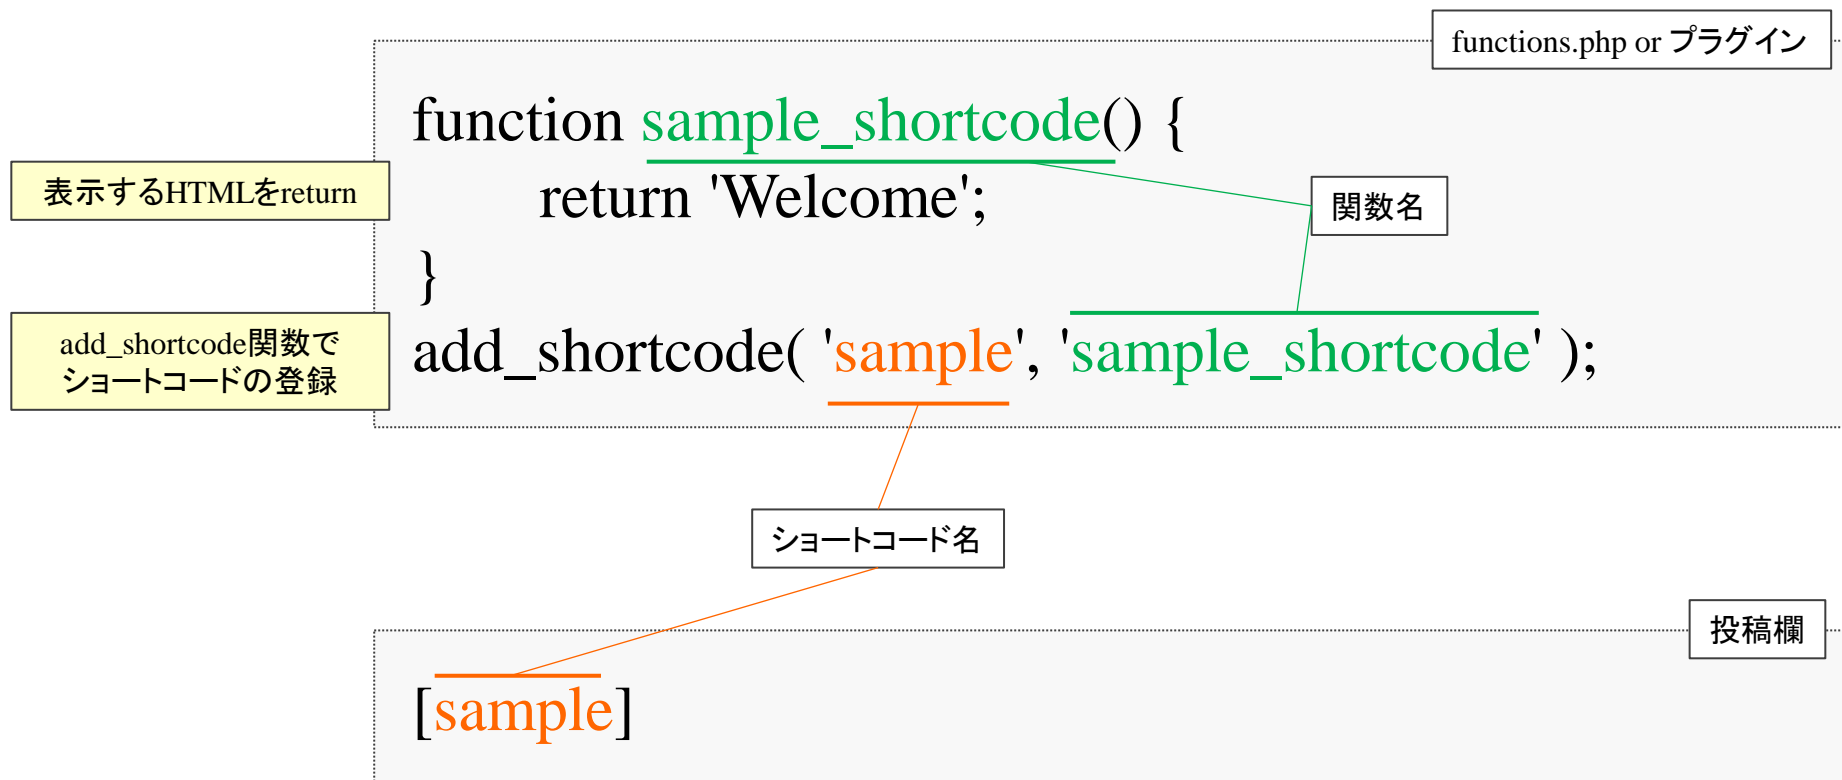 functions.php or プラグイン
function sample_shortcode() {
表示するHTMLをreturn
return 'Welcome';
関数名
}
add_shortcode関数で
ショートコードの登録
add_shortcode( 'sample', 'sample_shortcode' );
ショートコード名
投稿欄
[sample]